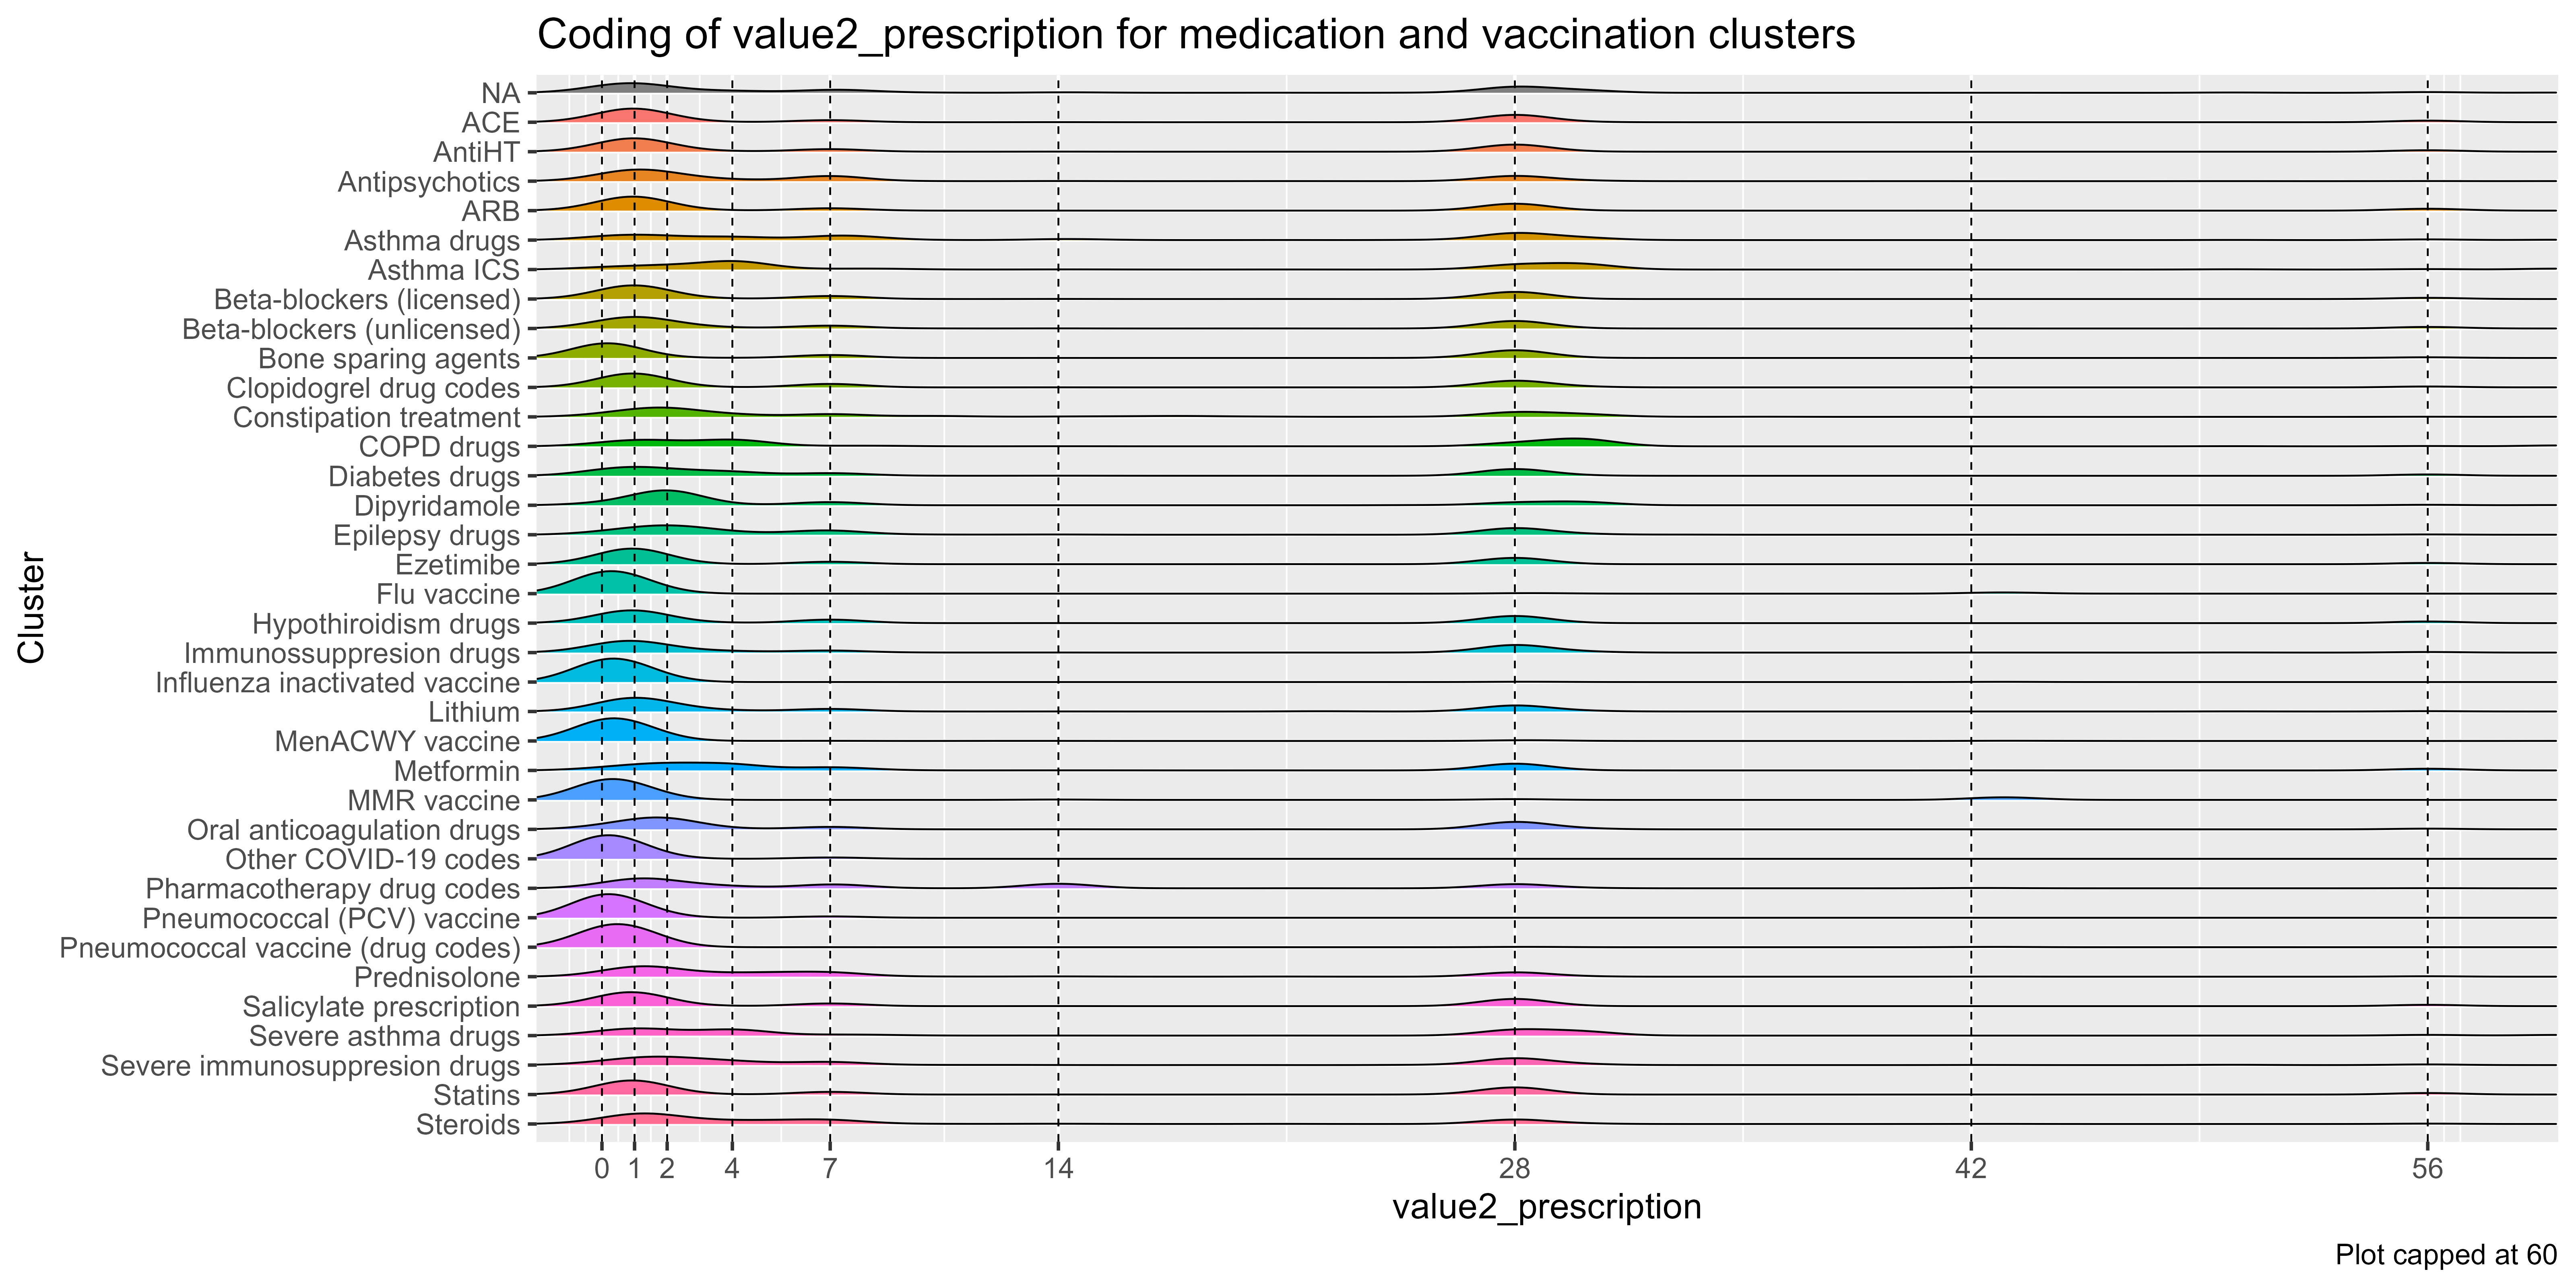 Coding of value2_prescription for medication and vaccination clusters
Cluster
NA
ACE
AntiHT
Antipsychotics
ARB
Asthma drugs
Asthma ICS
Beta-blockers (licensed)
Beta-blockers (unlicensed)
Bone sparing agents
Clopidogrel drug codes
Constipation treatment
COPD drugs
Diabetes drugs
Dipyridamole
Epilepsy drugs
Ezetimibe
Flu vaccine
Hypothiroidism drugs
Immunossuppresion drugs
Influenza inactivated vaccine
Lithium
MenACWY vaccine
Metformin
MMR vaccine
Oral anticoagulation drugs
Other COVID-19 codes
Pharmacotherapy drug codes
Pneumococcal (PCV) vaccine
Pneumococcal vaccine (drug codes)
Prednisolone
Salicylate prescription
Severe asthma drugs
Severe immunosuppresion drugs
Statins
Steroids
0 1 2 4 7 14 28 42 56
value2_prescription
Plot capped at 60